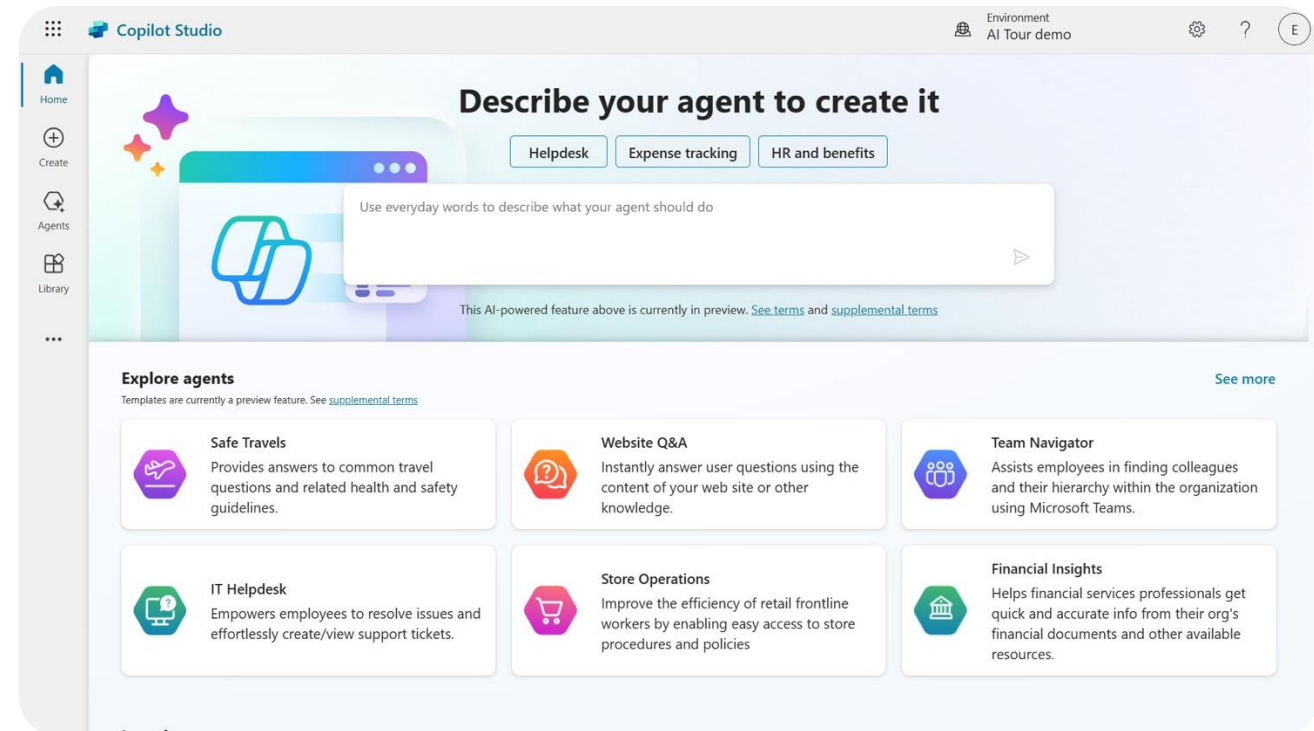 Copilot Studio
Environment
AI Tour demo
E
Home
Create
Agents
Library
Describe your agent to create it
Helpdesk
Expense tracking
HR and benefits
Use everyday words to describe what your agent should do
This AI-powered feature above is currently in preview. See terms and supplemental terms
Explore agents
See more
Templates are currently a preview feature. See supplemental terms
Safe Travels
Provides answers to common travel
questions and related health and safety
guidelines.
Website Q&A
Instantly answer user questions using the
content of your web site or other
knowledge.
Team Navigator
Assists employees in finding colleagues
and their hierarchy within the organization
using Microsoft Teams.
IT Helpdesk
Empowers employees to resolve issues and
effortlessly create/view support tickets.
Store Operations
Improve the efficiency of retail frontline
workers by enabling easy access to store
procedures and policies
Financial Insights
Helps financial services professionals get
quick and accurate info from their org's
financial documents and other available
resources.